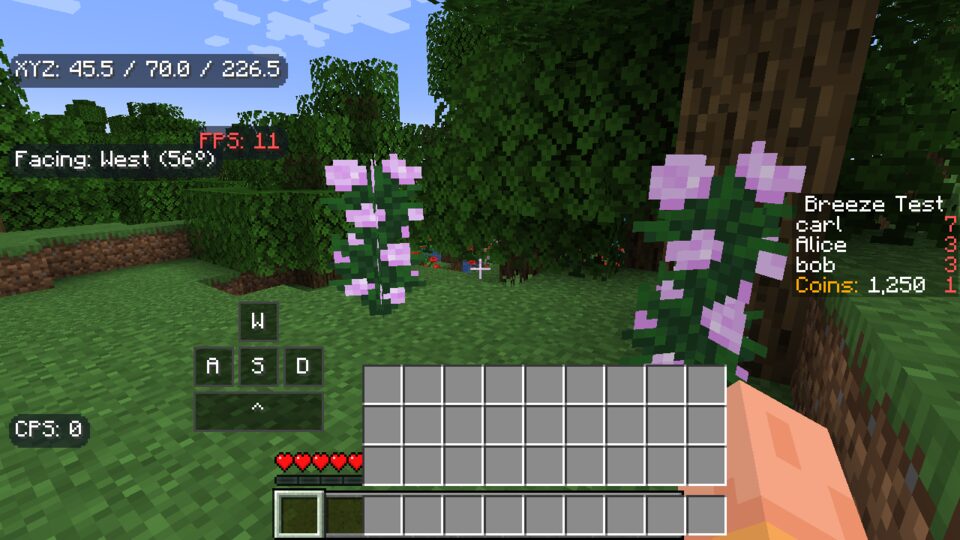 XYZ: 45.5 / 70.0 / 226.5
FPS: 11
Facing: West (56º)
Breeze Test
carl 7
Alice 3
bob 3
Coins: 1,250 1
W
A S D
^
CPS: 0